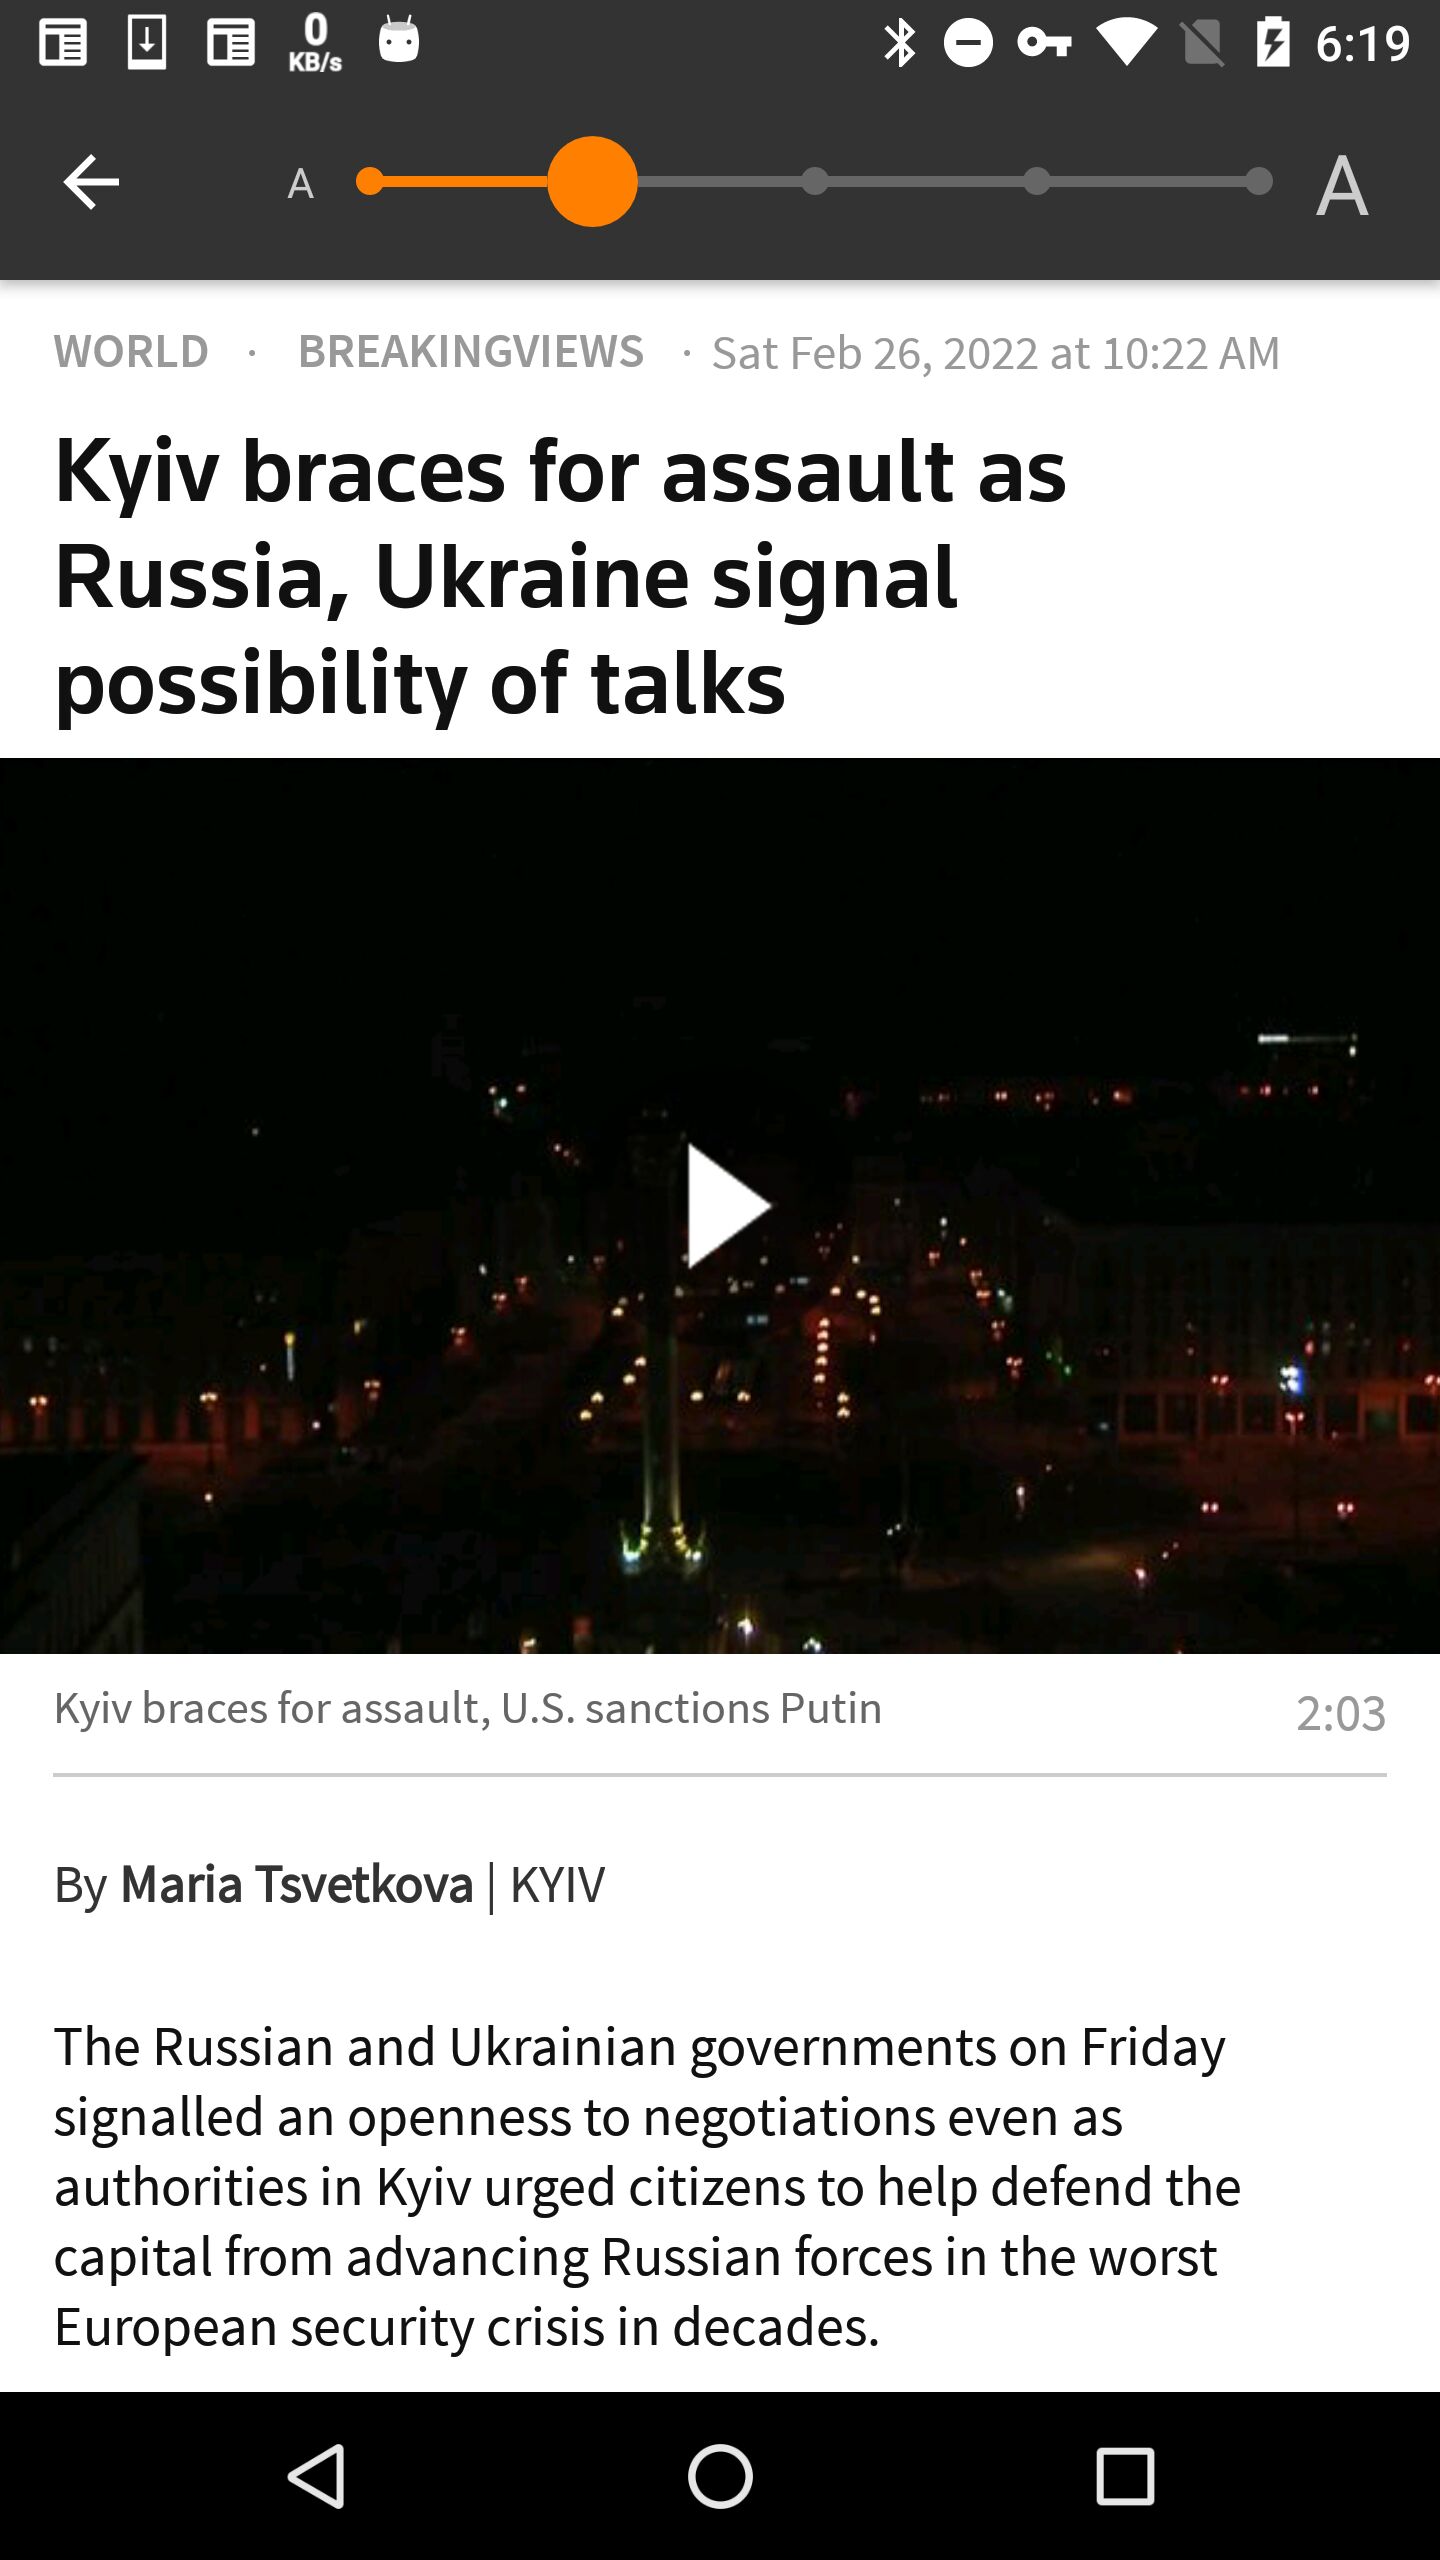 0
KB/s
6:19
A
A
WORLD · BREAKINGVIEWS · Sat Feb 26, 2022 at 10:22 AM
Kyiv braces for assault as
Russia, Ukraine signal
possibility of talks
Kyiv braces for assault, U.S. sanctions Putin
2:03
By Maria Tsvetkova | KYIV
The Russian and Ukrainian governments on Friday
signalled an openness to negotiations even as
authorities in Kyiv urged citizens to help defend the
capital from advancing Russian forces in the worst
European security crisis in decades.